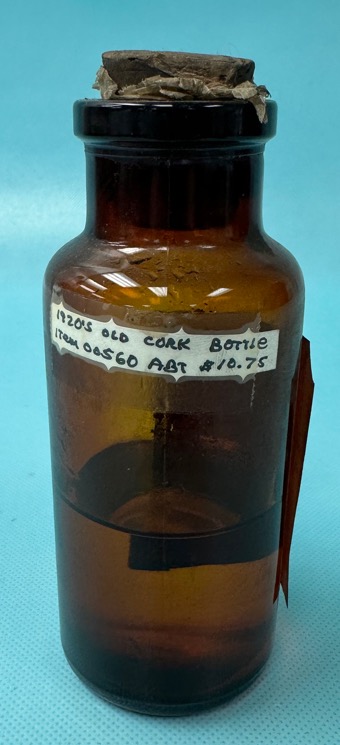 1920'S OLD CORK BOTTLE
ITEM 00560 ABT $10.75